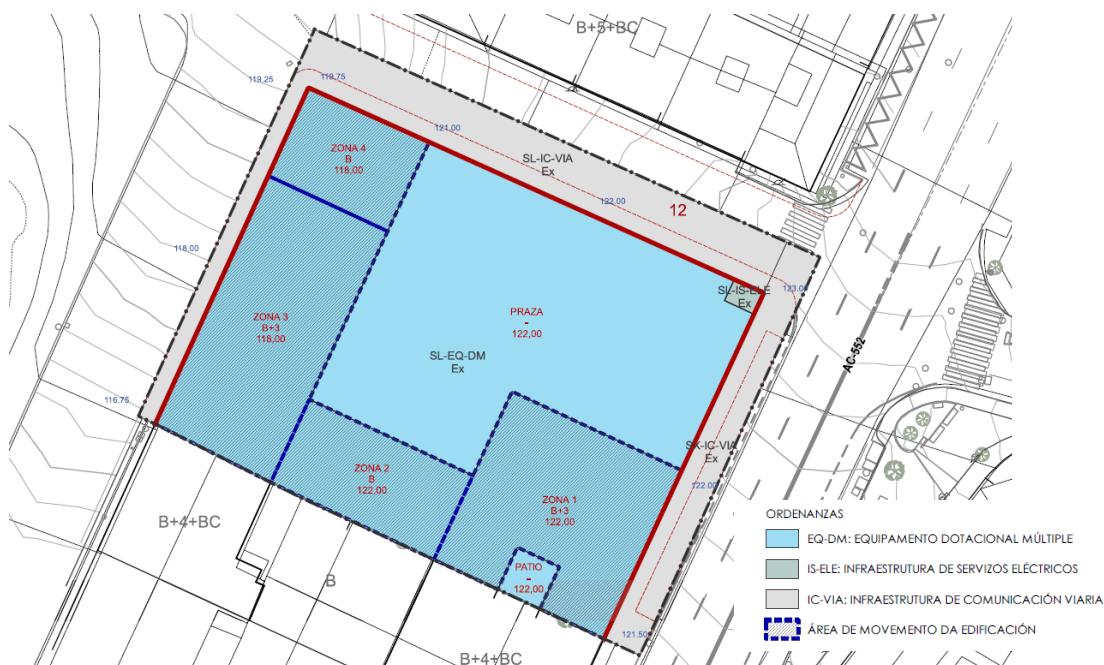 B+5+BC
119.25
119.75
121.00
ZONA 4
B
118,00
SL-IC-VIA
Ex
122.00
12
118.00
SL-IS-ELE
Ex
123.00
PRAZA
-
122,00
ZONA 3
B+3
118,00
SL-EQ-DM
Ex
AC-552
116.75
SX-IC-VIA
Ex
ZONA 2
B
122,00
ZONA 1
B+3
122,00
122.00
B+4+BC
B
PATIO
-
122,00
121.50
B+4+BC
ORDENANZAS
EQ-DM: EQUIPAMENTO DOTACIONAL MÚLTIPLE
IS-ELE: INFRAESTRUTURA DE SERVIZOS ELÉCTRICOS
IC-VIA: INFRAESTRUTURA DE COMUNICACIÓN VIARIA
ÁREA DE MOVEMENTO DA EDIFICACIÓN